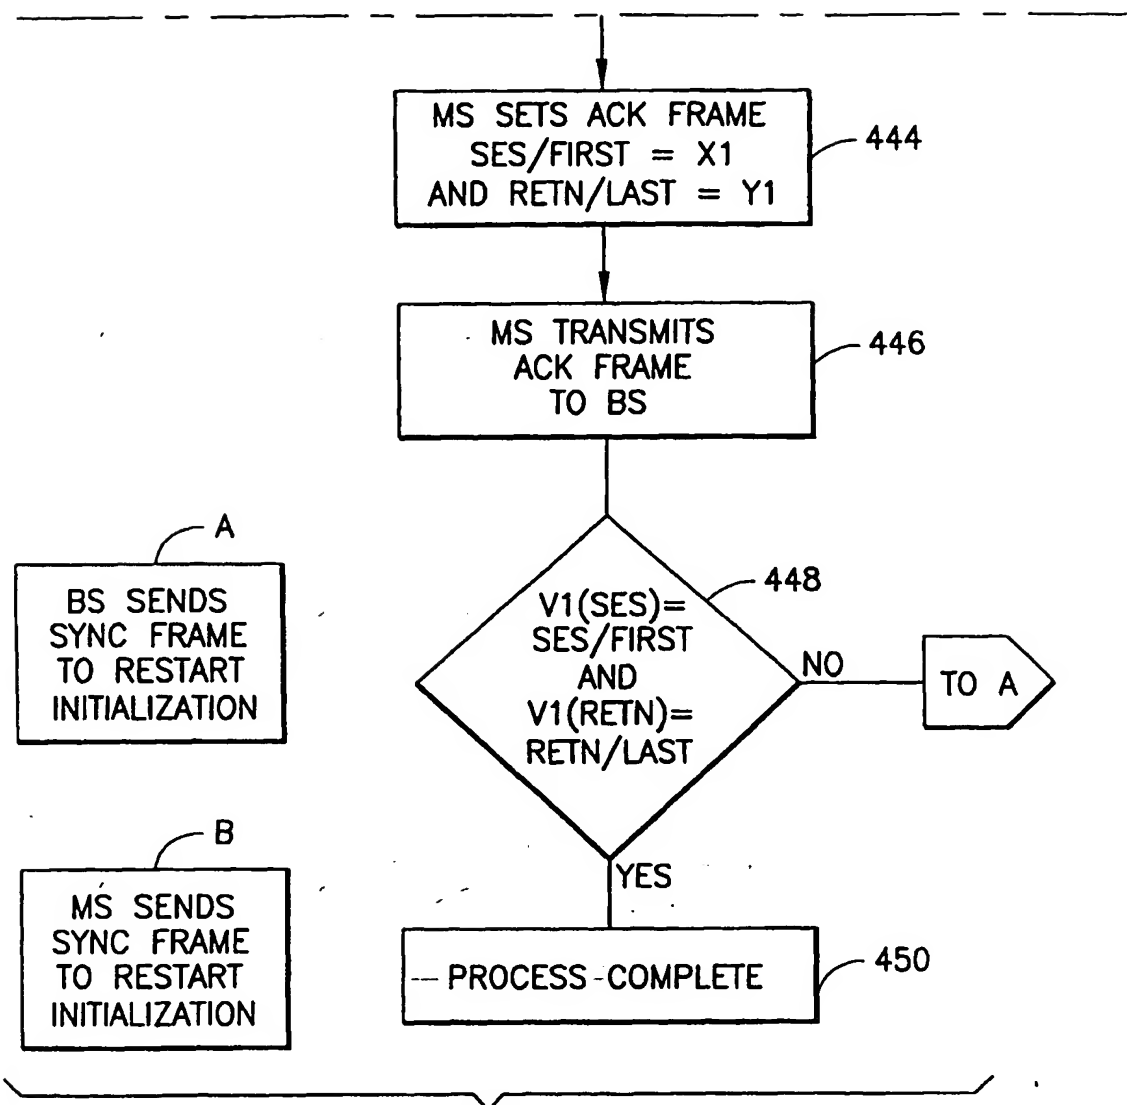 MS SETS ACK FRAME
SES/FIRST = X1
AND RETN/LAST = Y1
444
MS TRANSMITS
ACK FRAME
TO BS
446
A
BS SENDS
SYNC FRAME
TO RESTART
INITIALIZATION
448
V1(SES)=
SES/FIRST
AND
V1(RETN)=
RETN/LAST
NO
TO A
B
MS SENDS
SYNC FRAME
TO RESTART
INITIALIZATION
YES
PROCESS COMPLETE
450